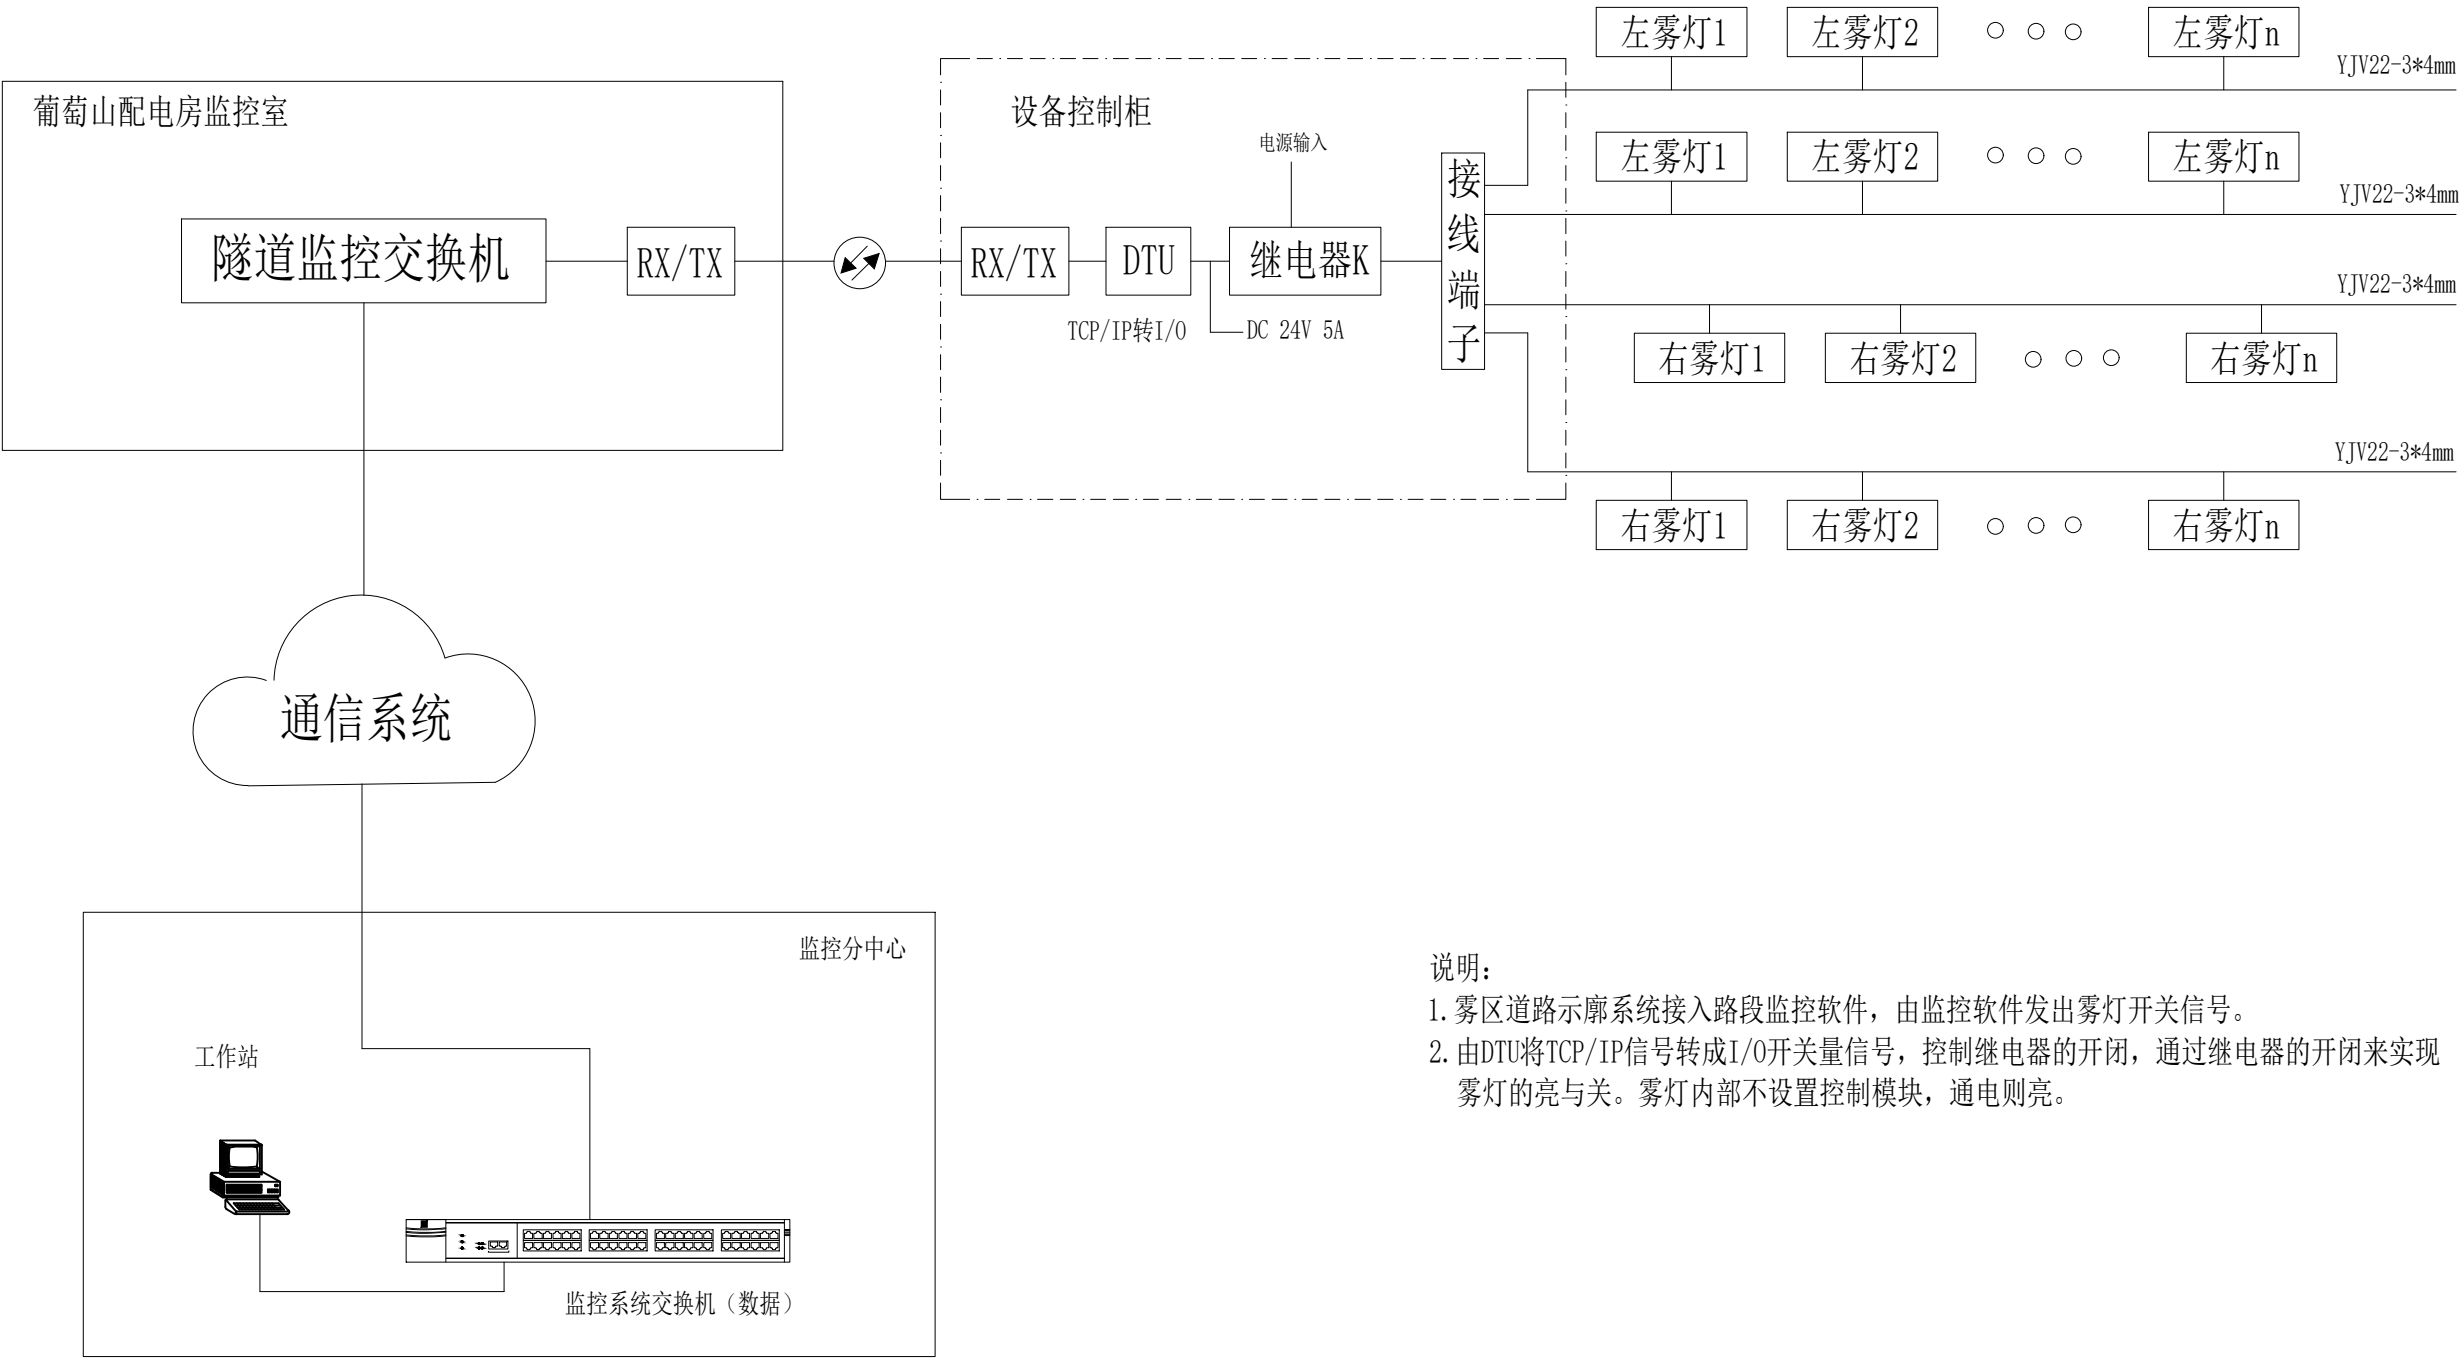 左雾灯1 左雾灯2 左雾灯n
YJV22-3*4mm
葡萄山配电房监控室
设备控制柜
电源输入
左雾灯1 左雾灯2 左雾灯n
YJV22-3*4mm
隧道监控交换机
RX/TX
RX/TX
DTU
继电器K
接线端子
TCP/IP转I/O
DC 24V 5A
YJV22-3*4mm
右雾灯1 右雾灯2 右雾灯n
YJV22-3*4mm
右雾灯1 右雾灯2 右雾灯n
通信系统
监控分中心
工作站
监控系统交换机（数据）
说明：
1.雾区道路示廓系统接入路段监控软件，由监控软件发出雾灯开关信号。
2.由DTU将TCP/IP信号转成I/O开关量信号，控制继电器的开闭，通过继电器的开闭来实现
雾灯的亮与关。雾灯内部不设置控制模块，通电则亮。